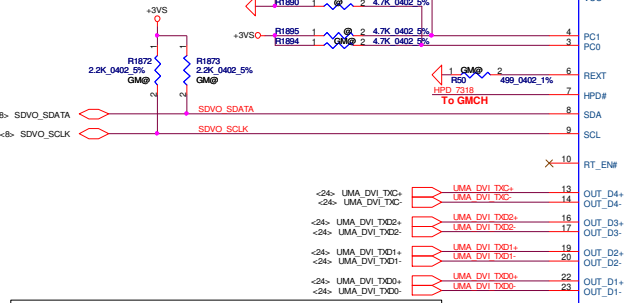 R1890 @ 2 4.7K_0402_5%
+3VS
+3VS R1895 1 @ 2 4.7K_0402_5% 4 PC1
R1894 1 GM@ 2 4.7K_0402_5% 3 PC0
1 1
R1872 R1873
2.2K_0402_5% 2.2K_0402_5%
GM@ GM@
2 2
1 GM@ 2 6 REXT
R50 499_0402_1%
HPD_7318 7 HPD#
To GMCH
8> SDVO_SDATA SDVO_SDATA 8 SDA
<8> SDVO_SCLK SDVO_SCLK 9 SCL
10 RT_EN#
<24> UMA_DVI_TXC+ UMA_DVI_TXC+ 13 OUT_D4+
<24> UMA_DVI_TXC- UMA_DVI_TXC- 14 OUT_D4-
<24> UMA_DVI_TXD2+ UMA_DVI_TXD2+ 16 OUT_D3+
<24> UMA_DVI_TXD2- UMA_DVI_TXD2- 17 OUT_D3-
<24> UMA_DVI_TXD1+ UMA_DVI_TXD1+ 19 OUT_D2+
<24> UMA_DVI_TXD1- UMA_DVI_TXD1- 20 OUT_D2-
<24> UMA_DVI_TXD0+ UMA_DVI_TXD0+ 22 OUT_D1+
<24> UMA_DVI_TXD0- UMA_DVI_TXD0- 23 OUT_D1-